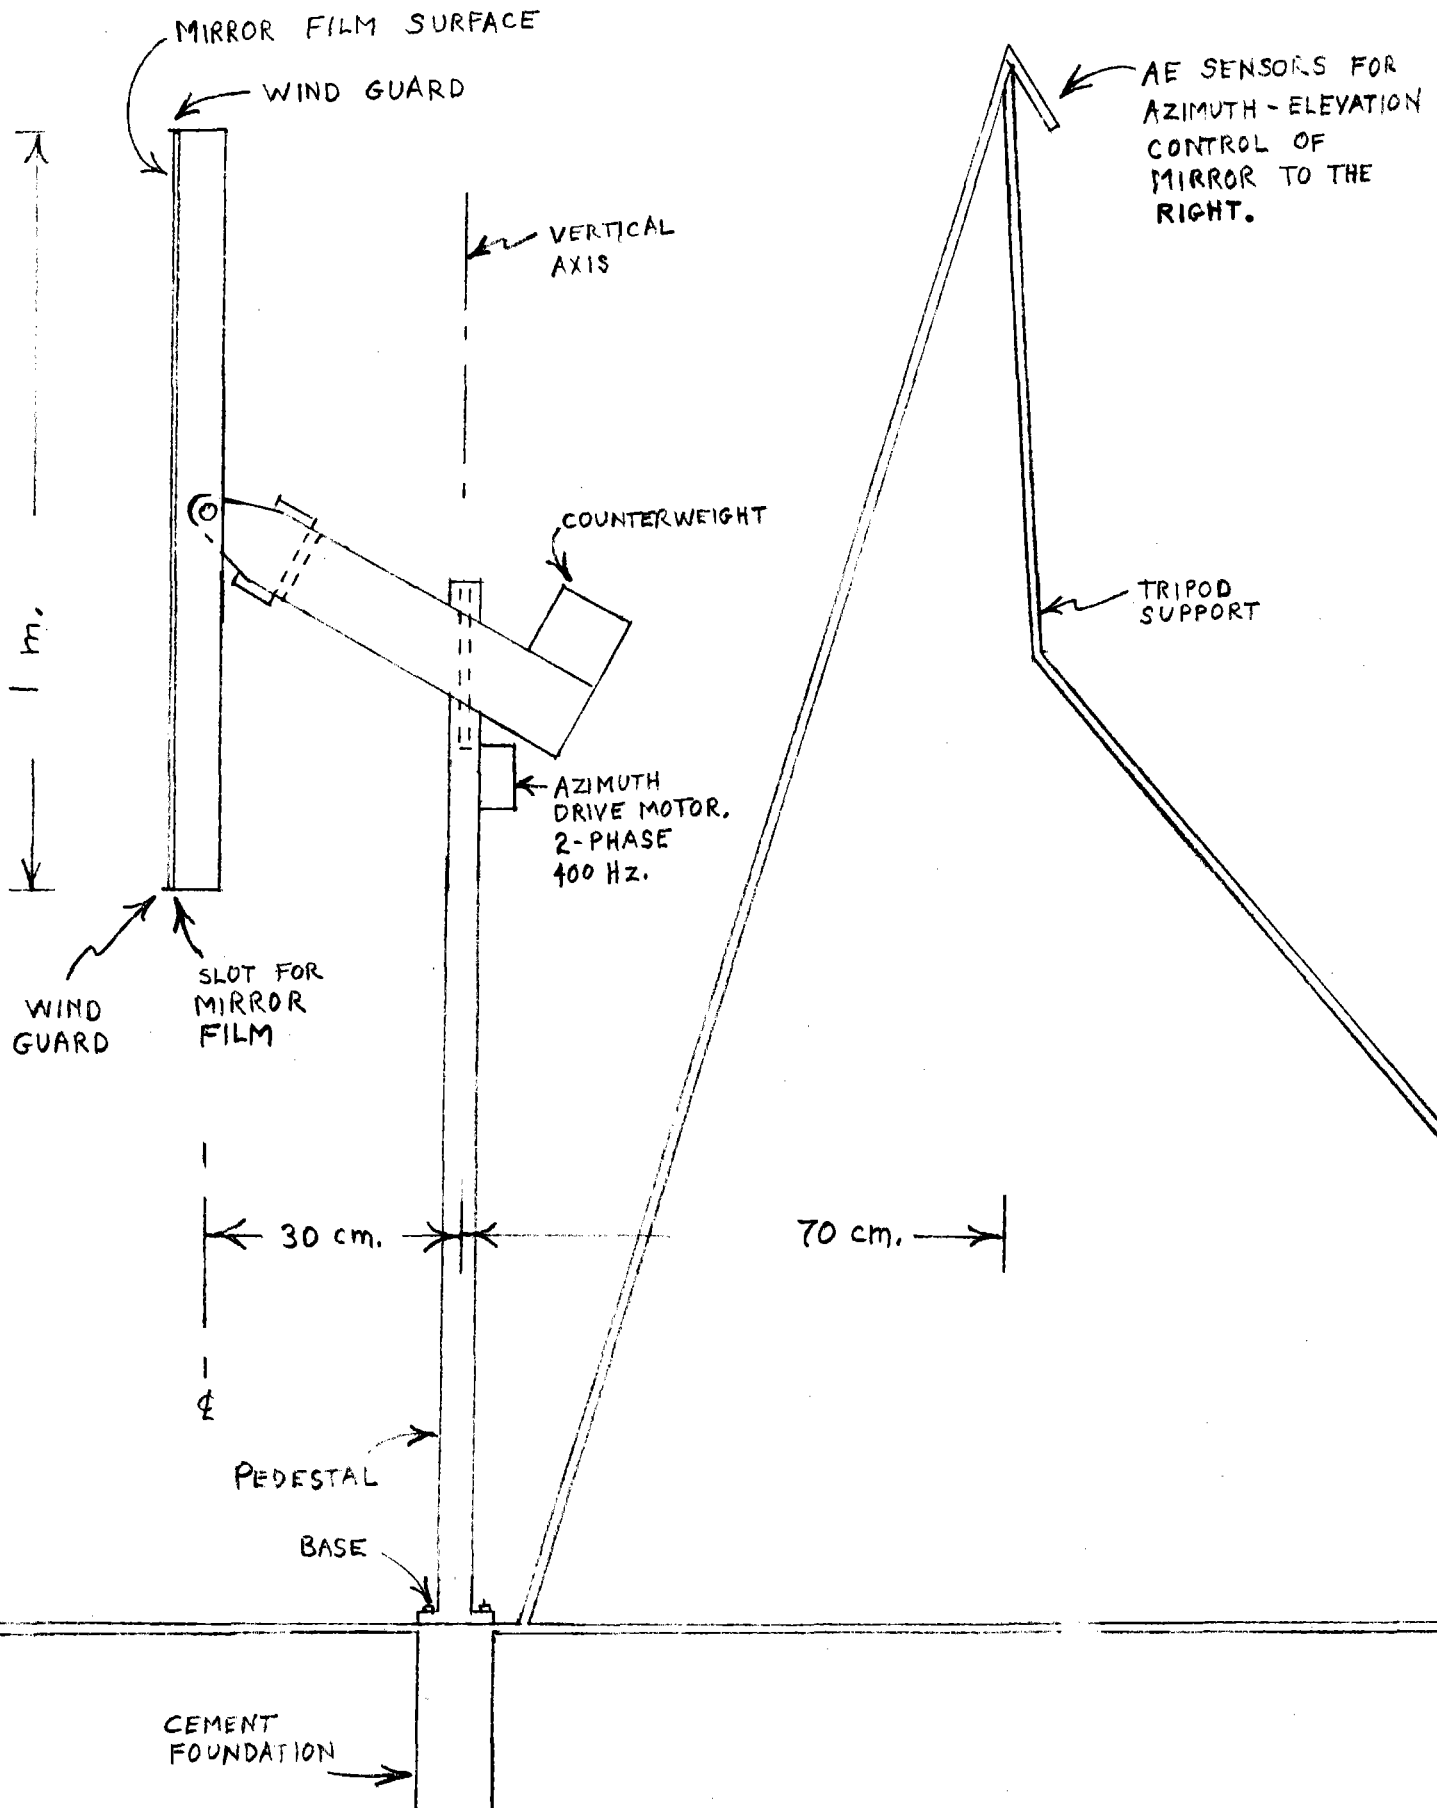 MIRROR FILM SURFACE
WIND GUARD
AE SENSORS FOR
AZIMUTH - ELEVATION
CONTROL OF
MIRROR TO THE
RIGHT.
VERTICAL
AXIS
COUNTERWEIGHT
1 m.
TRIPOD
SUPPORT
AZIMUTH
DRIVE MOTOR.
2-PHASE
400 HZ.
SLOT FOR
MIRROR
FILM
WIND
GUARD
30 cm.
70 cm.
℄
PEDESTAL
BASE
CEMENT
FOUNDATION